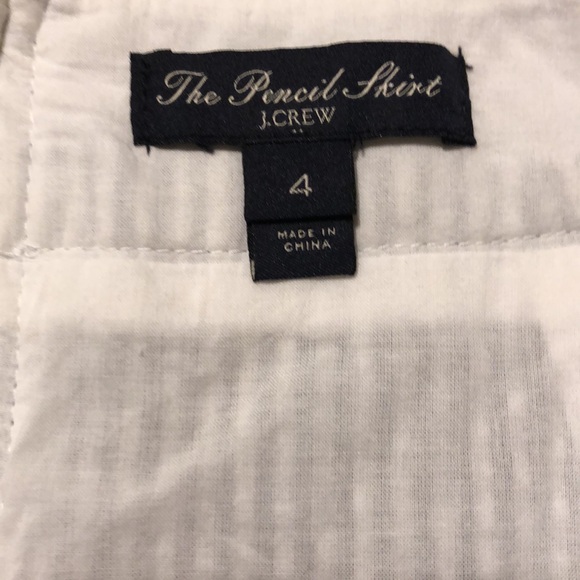 The Pencil Skirt
J.CREW
4
MADE IN
CHINA